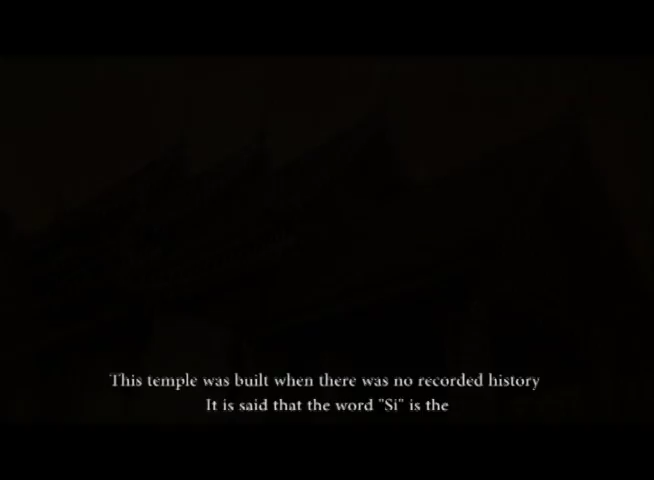 This temple was built when there was no recorded history
It is said that the word "Si" is the